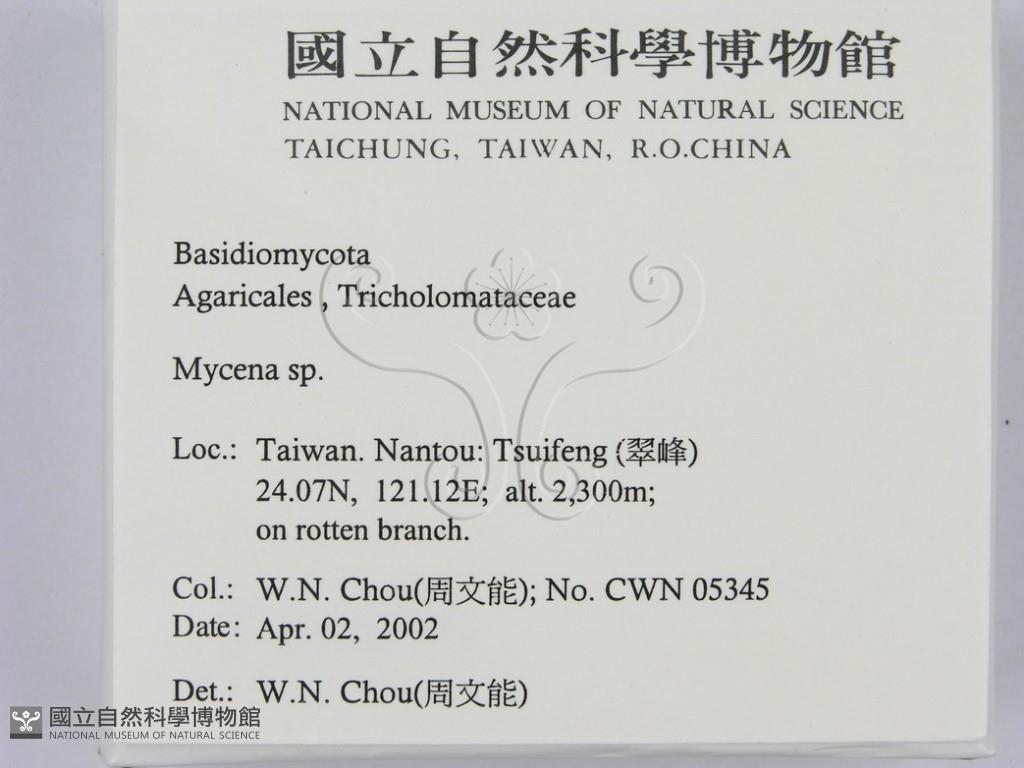 國立自然科學博物館
NATIONAL MUSEUM OF NATURAL SCIENCE
TAICHUNG, TAIWAN, R.O.CHINA
Basidiomycota
Agaricales , Tricholomataceae
Mycena sp.
Loc.: Taiwan. Nantou: Tsuifeng (翠峰)
24.07N, 121.12E; alt. 2,300m;
on rotten branch.
Col.: W.N. Chou(周文能); No. CWN 05345
Date: Apr. 02, 2002
Det.: W.N. Chou(周文能)
國立自然科學博物館
NATIONAL MUSEUM OF NATURAL SCIENCE